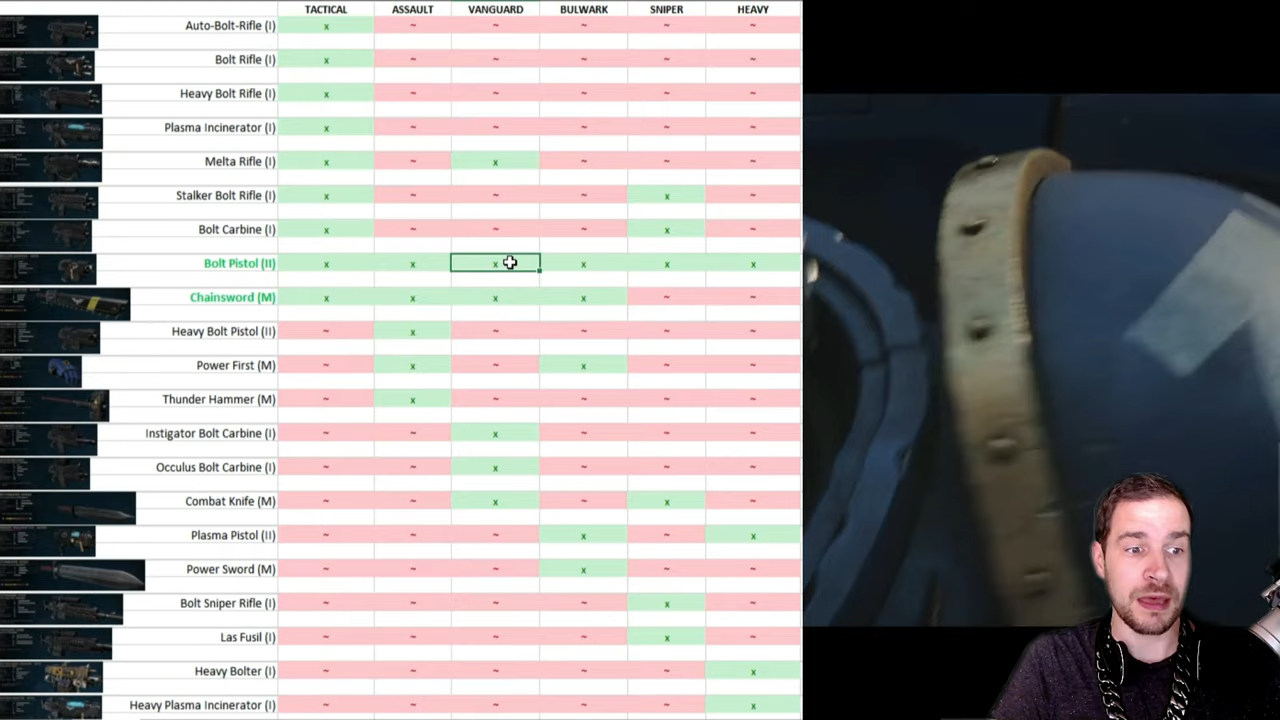 TACTICAL ASSAULT VANGUARD BULWARK SNIPER HEAVY
Auto-Bolt-Rifle (I) x ~ ~ ~ ~ ~
Bolt Rifle (I) x ~ ~ ~ ~ ~
Heavy Bolt Rifle (I) x ~ ~ ~ ~ ~
Plasma Incinerator (I) x ~ ~ ~ ~ ~
Melta Rifle (I) x ~ x ~ ~ ~
Stalker Bolt Rifle (I) x ~ ~ ~ x ~
Bolt Carbine (I) x ~ ~ ~ x ~
Bolt Pistol (II) x x x x x x
Chainsword (M) x x x x ~ ~
Heavy Bolt Pistol (II) ~ x ~ ~ ~ ~
Power First (M) ~ x ~ x ~ ~
Thunder Hammer (M) ~ x ~ ~ ~ ~
Instigator Bolt Carbine (I) ~ ~ x ~ ~ ~
Occulus Bolt Carbine (I) ~ ~ x ~ ~ ~
Combat Knife (M) ~ ~ x ~ x ~
Plasma Pistol (II) ~ ~ ~ x ~ x
Power Sword (M) ~ ~ ~ x ~ ~
Bolt Sniper Rifle (I) ~ ~ ~ ~ x ~
Las Fusil (I) ~ ~ ~ ~ x ~
Heavy Bolter (I) ~ ~ ~ ~ ~ x
Heavy Plasma Incinerator (I) ~ ~ ~ ~ ~ x